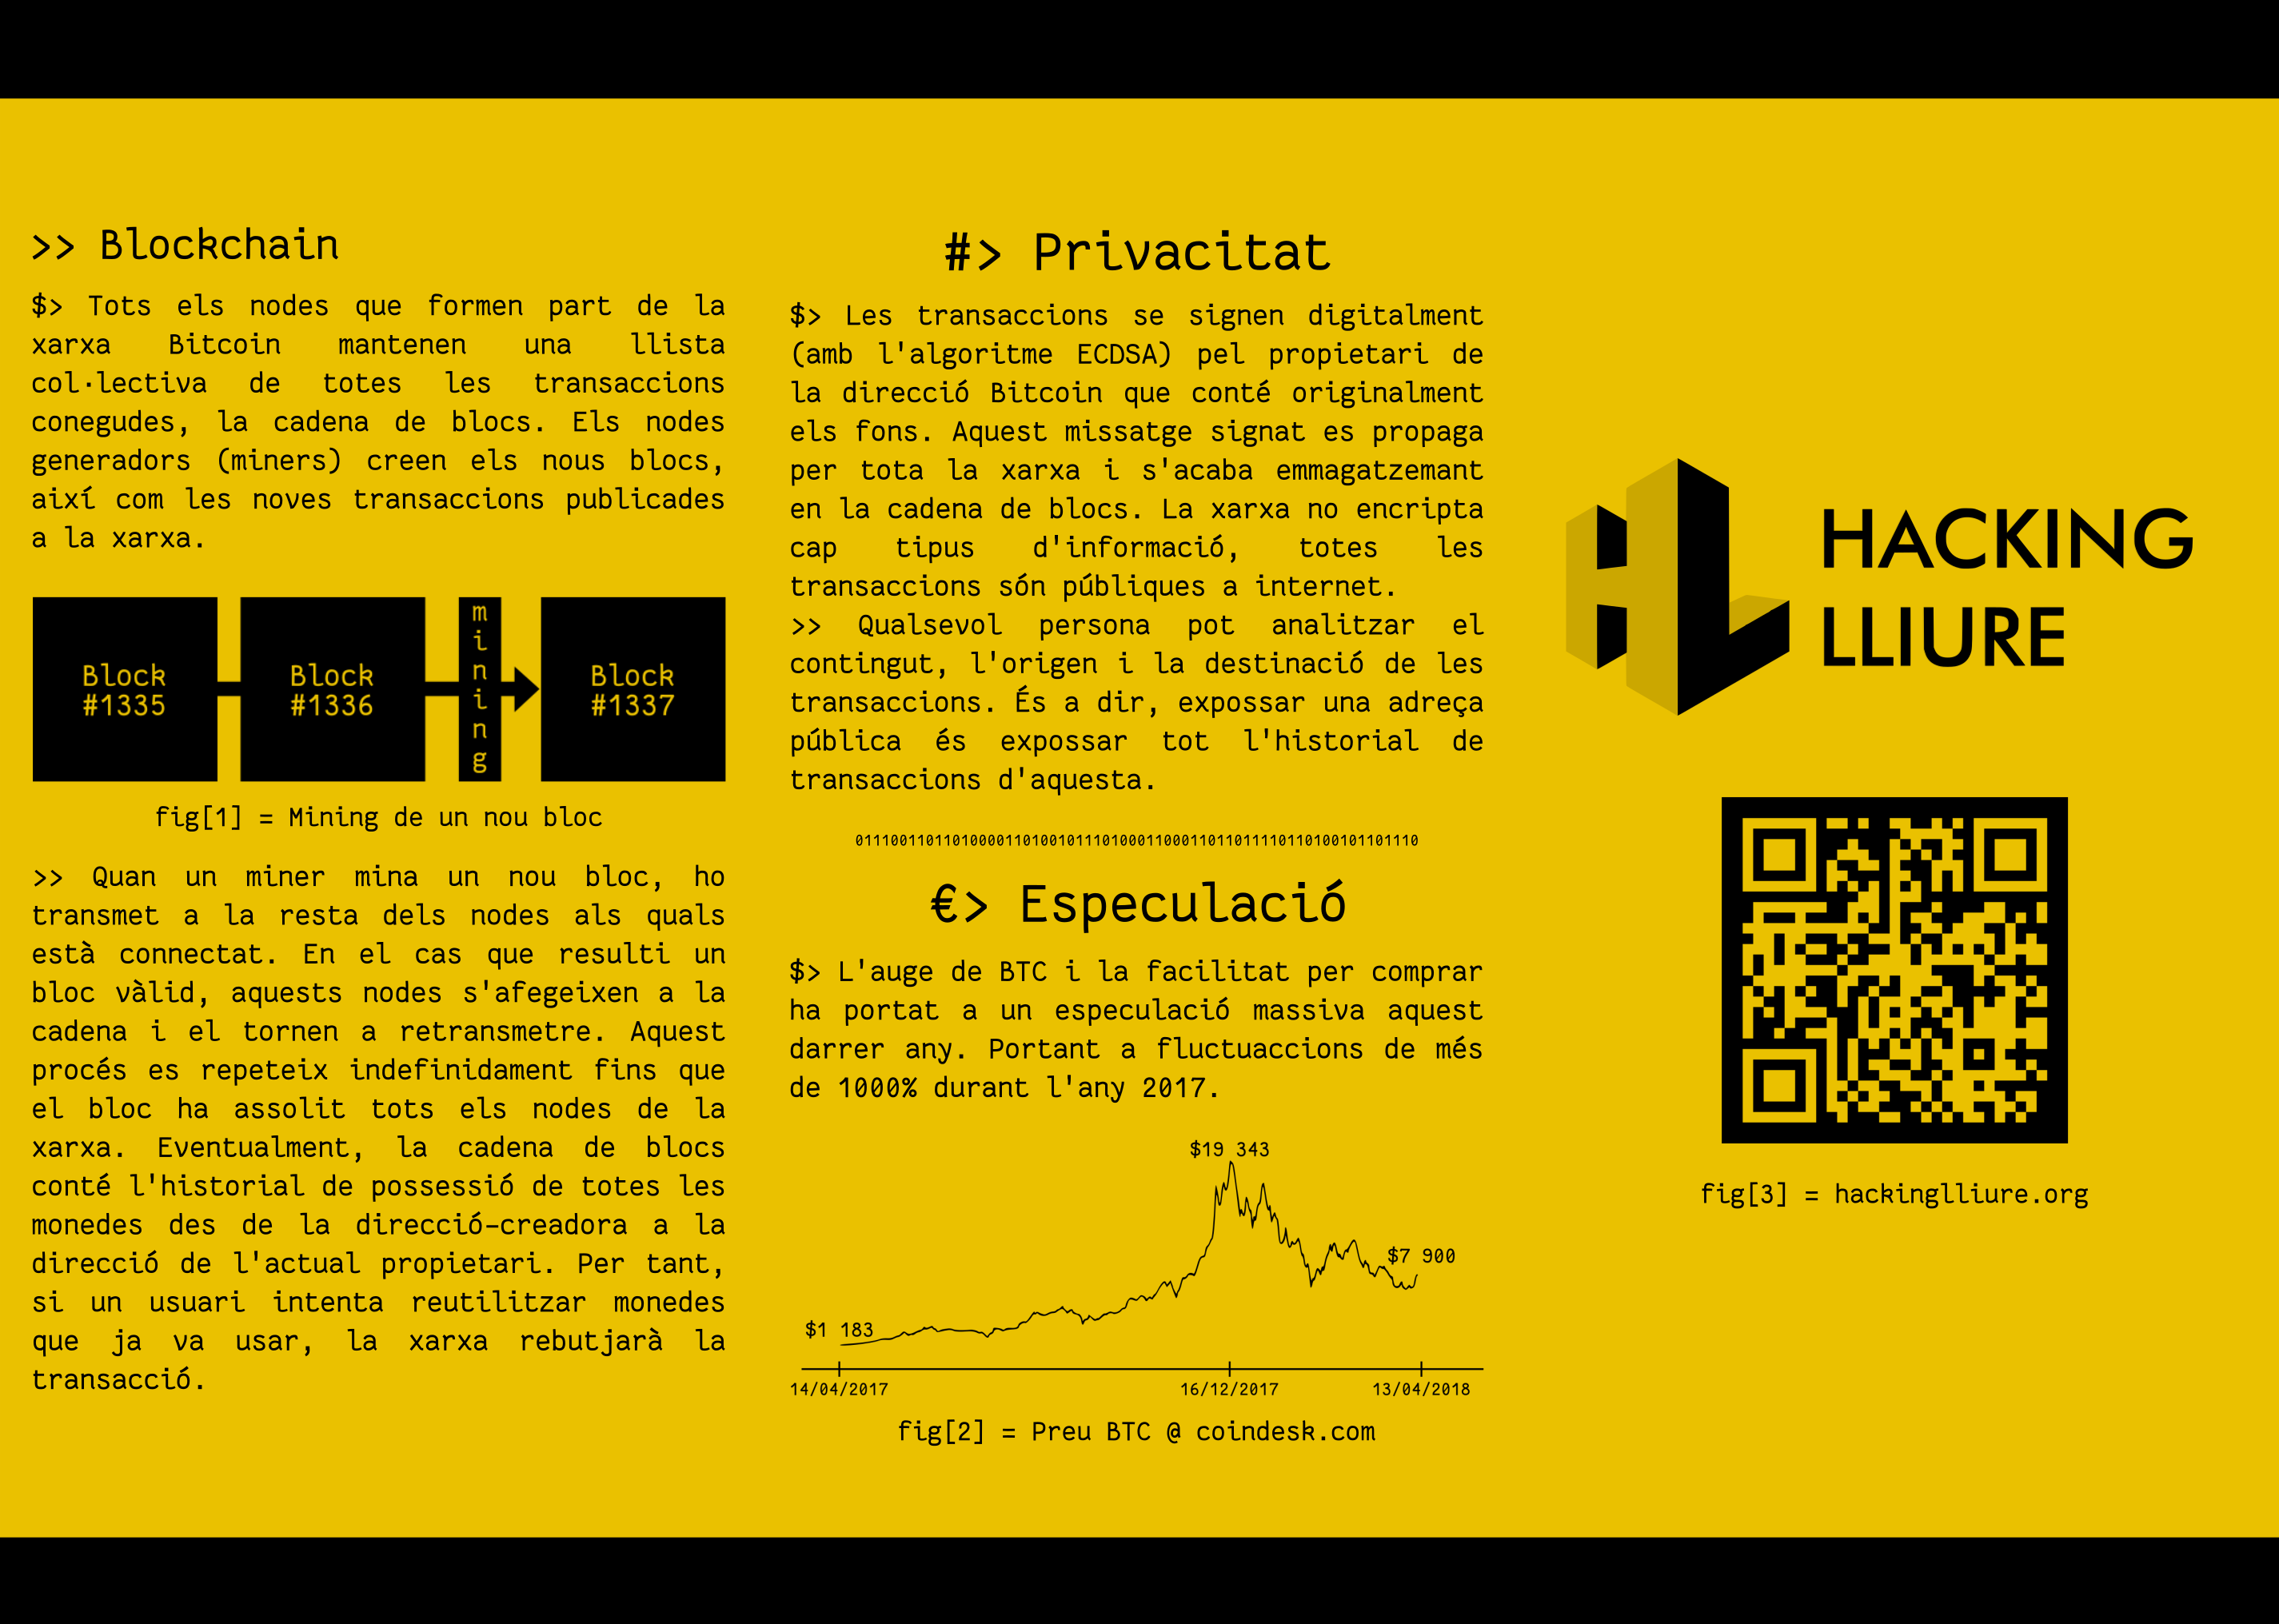 >> Blockchain
$> Tots els nodes que formen part de la
xarxa Bitcoin mantenen una llista
col·lectiva de totes les transaccions
conegudes, la cadena de blocs. Els nodes
generadors (miners) creen els nous blocs,
així com les noves transaccions publicades
a la xarxa.
Block
#1335
Block
#1336
mining
Block
#1337
fig[1] = Mining de un nou bloc
>> Quan un miner mina un nou bloc, ho
transmet a la resta dels nodes als quals
està connectat. En el cas que resulti un
bloc vàlid, aquests nodes s'afegeixen a la
cadena i el tornen a retransmetre. Aquest
procés es repeteix indefinidament fins que
el bloc ha assolit tots els nodes de la
xarxa. Eventualment, la cadena de blocs
conté l'historial de possessió de totes les
monedes des de la direcció-creadora a la
direcció de l'actual propietari. Per tant,
si un usuari intenta reutilitzar monedes
que ja va usar, la xarxa rebutjarà la
transacció.
#> Privacitat
$> Les transaccions se signen digitalment
(amb l'algoritme ECDSA) pel propietari de
la direcció Bitcoin que conté originalment
els fons. Aquest missatge signat es propaga
per tota la xarxa i s'acaba emmagatzemant
en la cadena de blocs. La xarxa no encripta
cap tipus d'informació, totes les
transaccions són públiques a internet.
>> Qualsevol persona pot analitzar el
contingut, l'origen i la destinació de les
transaccions. És a dir, expossar una adreça
pública és expossar tot l'historial de
transaccions d'aquesta.
0111001101101000011010010111010001100011011011110110100101101110
€> Especulació
$> L'auge de BTC i la facilitat per comprar
ha portat a un especulació massiva aquest
darrer any. Portant a fluctuaccions de més
de 1000% durant l'any 2017.
$19 343
$7 900
$1 183
14/04/2017 16/12/2017 13/04/2018
fig[2] = Preu BTC @ coindesk.com
HACKING
LLIURE
fig[3] = hackinglliure.org